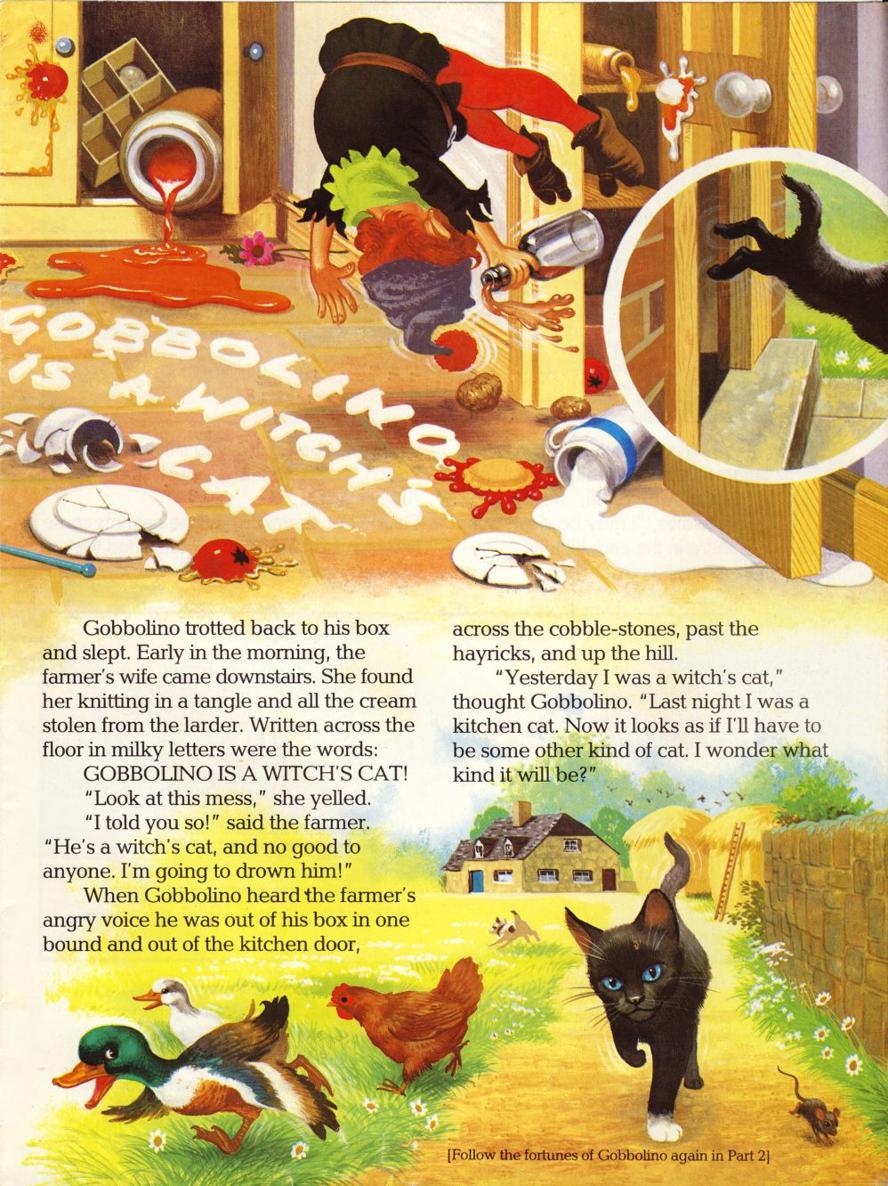 GOBBOLINO
IS A WITCH'S
CAT
Gobbolino trotted back to his box
and slept. Early in the morning, the
farmer's wife came downstairs. She found
her knitting in a tangle and all the cream
stolen from the larder. Written across the
floor in milky letters were the words:
GOBBOLINO IS A WITCH'S CAT!
“Look at this mess,” she yelled.
“I told you so!” said the farmer.
“He's a witch's cat, and no good to
anyone. I'm going to drown him!”
When Gobbolino heard the farmer's
angry voice he was out of his box in one
bound and out of the kitchen door,
across the cobble-stones, past the
hayricks, and up the hill.
“Yesterday I was a witch's cat,”
thought Gobbolino. “Last night I was a
kitchen cat. Now it looks as if I'll have to
be some other kind of cat. I wonder what
kind it will be?”
[Follow the fortunes of Gobbolino again in Part 2]